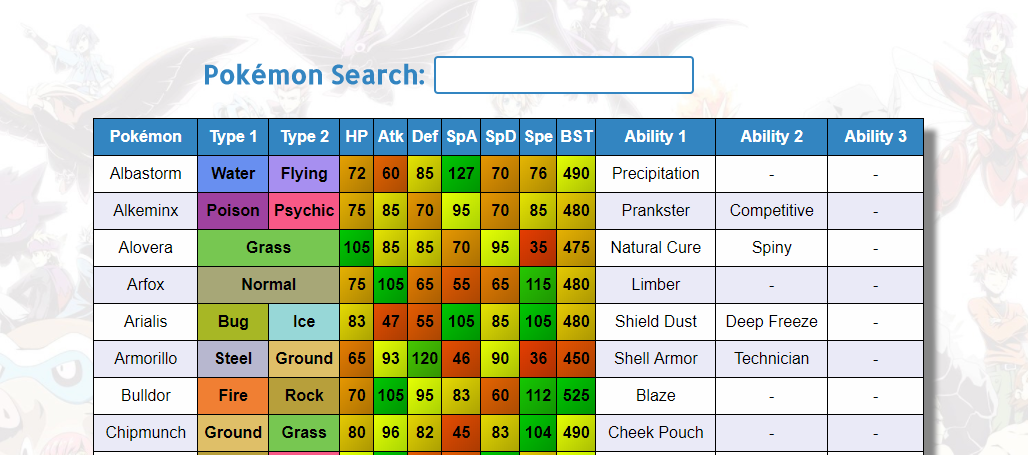 Pokémon Search:
Pokémon Type 1 Type 2 HP Atk Def SpA SpD Spe BST Ability 1 Ability 2 Ability 3
Albastorm Water Flying 72 60 85 127 70 76 490 Precipitation - -
Alkeminx Poison Psychic 75 85 70 95 70 85 480 Prankster Competitive -
Alovera Grass 105 85 85 70 95 35 475 Natural Cure Spiny -
Arfox Normal 75 105 65 55 65 115 480 Limber - -
Arialis Bug Ice 83 47 55 105 85 105 480 Shield Dust Deep Freeze -
Armorillo Steel Ground 65 93 120 46 90 36 450 Shell Armor Technician -
Bulldor Fire Rock 70 105 95 83 60 112 525 Blaze - -
Chipmunch Ground Grass 80 96 82 45 83 104 490 Cheek Pouch - -